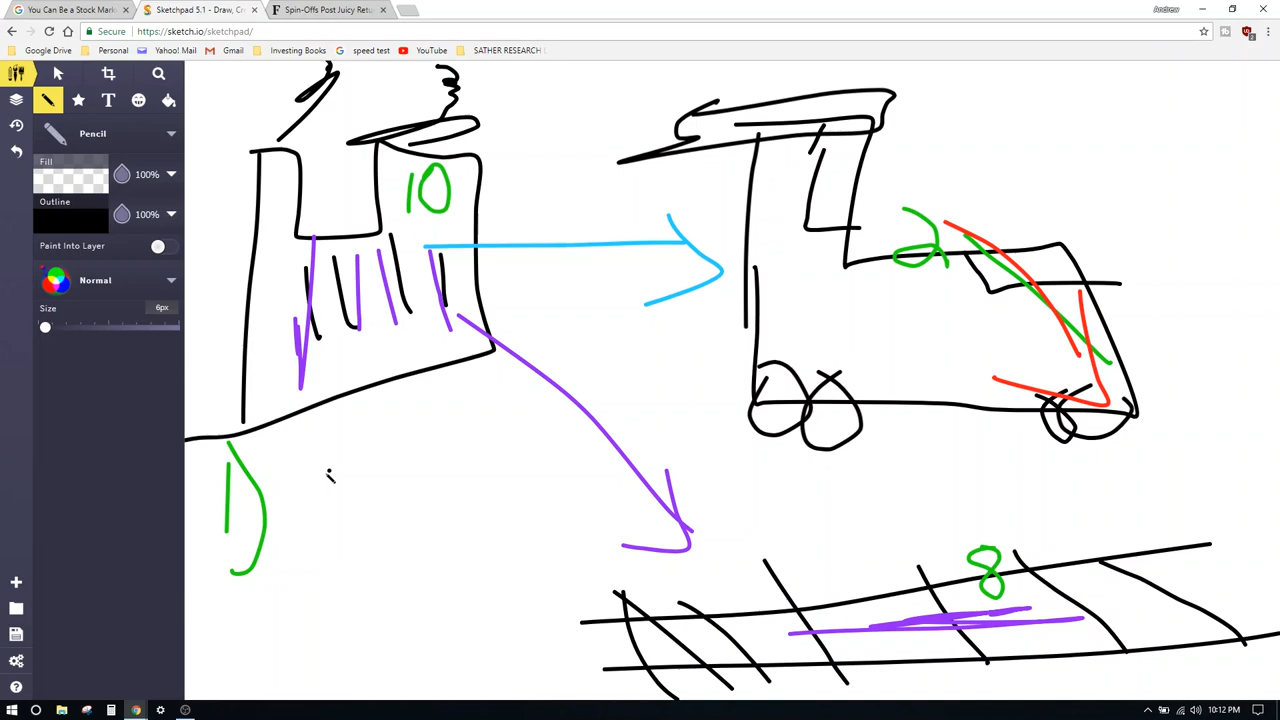 You Can Be a Stock Mark
Sketchpad 5.1 - Draw, Cr
Spin-Offs Post Juicy Retu
Andrew
Secure
https://sketch.io/sketchpad/
Google Drive
Personal
Yahoo! Mail
Gmail
Investing Books
speed test
YouTube
SATHER RESEARCH
Pencil
Fill
100%
Outline
100%
Paint Into Layer
Normal
Size
6px
10
2
1)
8
10:12 PM